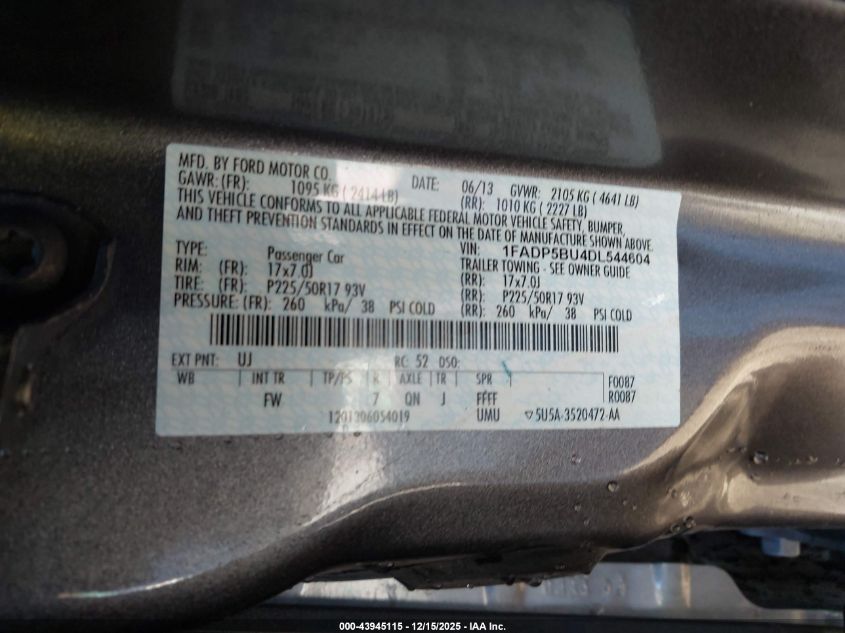 MFD. BY FORD MOTOR CO.
DATE: 06/13 GVWR: 2105 KG ( 4641 LB)
GAWR: (FR): 1095 KG ( 2414 LB) (RR): 1010 KG ( 2227 LB)
THIS VEHICLE CONFORMS TO ALL APPLICABLE FEDERAL MOTOR VEHICLE SAFETY, BUMPER,
AND THEFT PREVENTION STANDARDS IN EFFECT ON THE DATE OF MANUFACTURE SHOWN ABOVE.
VIN: 1FADP5BU4DL544604
TYPE: Passenger Car TRAILER TOWING - SEE OWNER GUIDE
RIM: (FR): 17x7.0J (RR): 17x7.0J
TIRE: (FR): P225/50R17 93V (RR): P225/50R17 93V
PRESSURE: (FR): 260 kPa/ 38 PSI COLD (RR): 260 kPa/ 38 PSI COLD
EXT PNT: UJ RC: 52 DSO:
WB INT TR TP/PS R AXLE TR SPR F0087
FW 7 QN J FFFF R0087
1201306054019 UMU 5U5A-3520472-AA
000-43945115 - 12/15/2025 - IAA Inc.